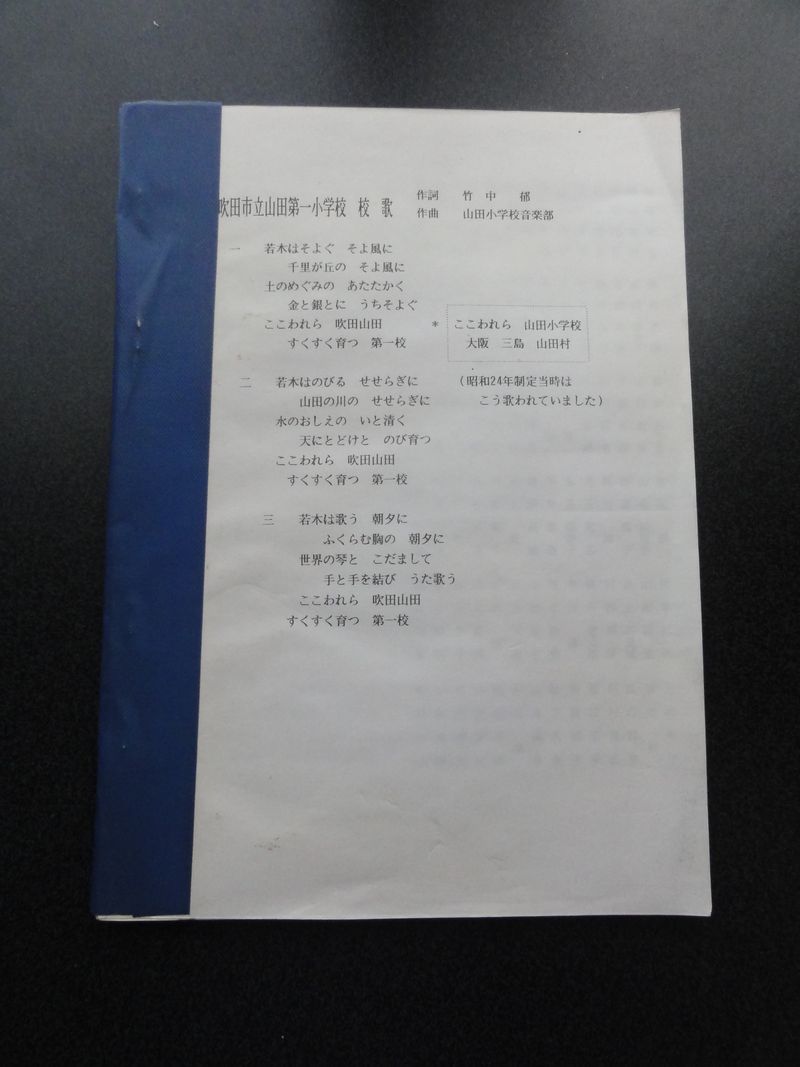 吹田市立山田第一小学校 校 歌
作詞 竹 中 郁
作曲 山田小学校音楽部
一 若木はそよぐ そよ風に
千里が丘の そよ風に
土のめぐみの あたたかく
金と銀とに うちそよぐ
ここわれら 吹田山田
すくすく育つ 第一校
* ここわれら 山田小学校
大阪 三島 山田村
(昭和24年制定当時は
こう歌われていました)
二 若木はのびる せせらぎに
山田の川の せせらぎに
水のおしえの いと清く
天にとどけと のび育つ
ここわれら 吹田山田
すくすく育つ 第一校
三 若木は歌う 朝夕に
ふくらむ胸の 朝夕に
世界の琴と こだまして
手と手を結び うた歌う
ここわれら 吹田山田
すくすく育つ 第一校